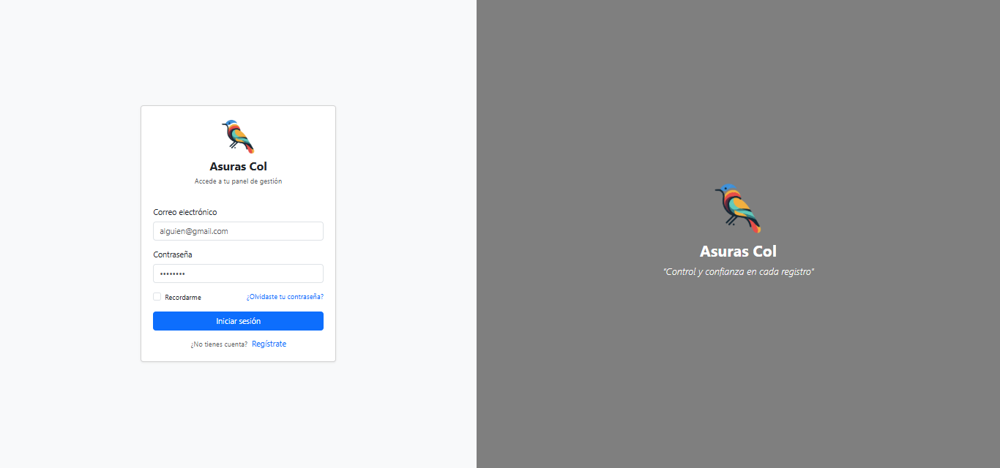 Asuras Col
Accede a tu panel de gestión
Correo electrónico
alguien@gmail.com
Contraseña
••••••••
Recordarme
¿Olvidaste tu contraseña?
Iniciar sesión
¿No tienes cuenta? Regístrate
Asuras Col
"Control y confianza en cada registro"